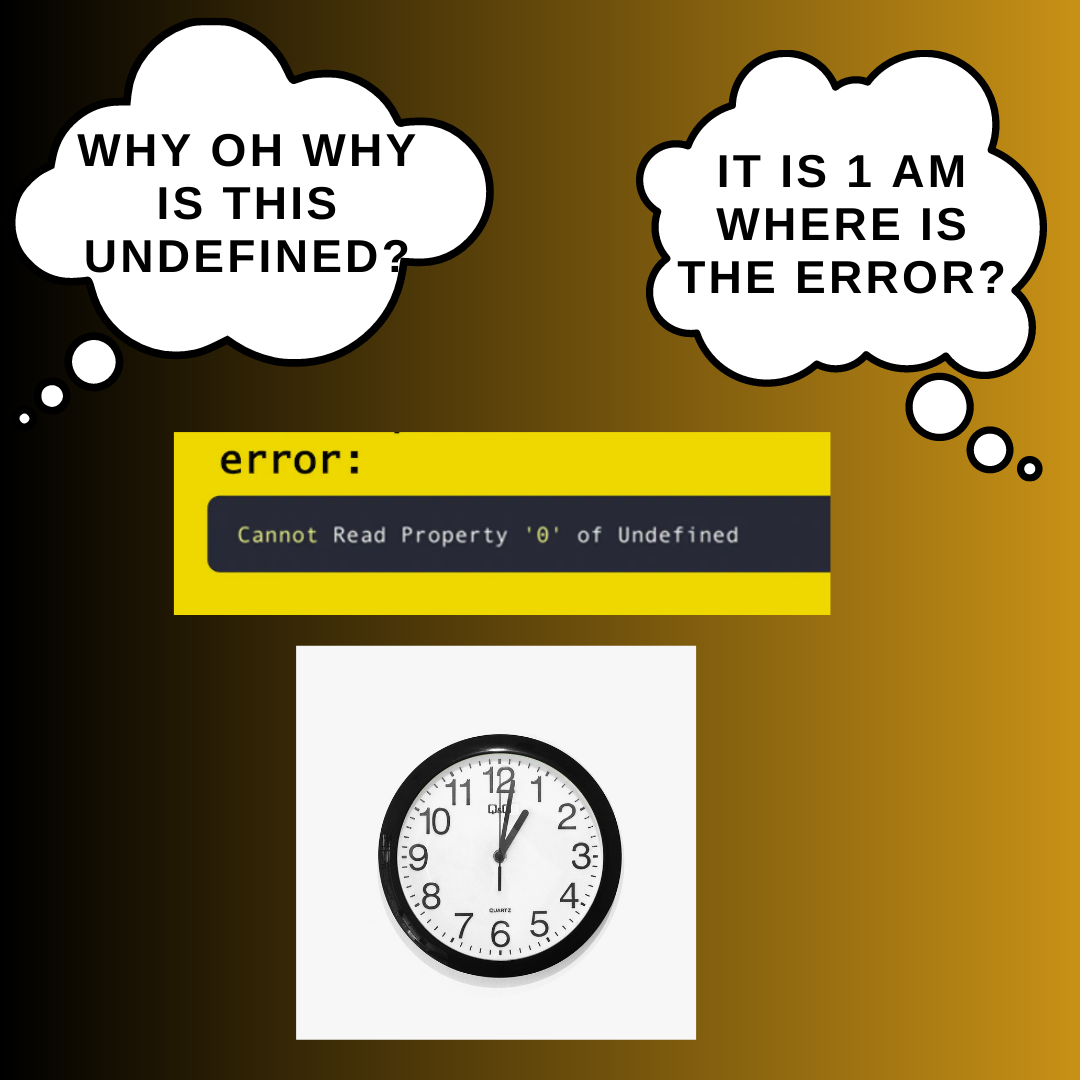 WHY OH WHY
IS THIS
UNDEFINED?
IT IS 1 AM
WHERE IS
THE ERROR?
error:
Cannot Read Property '0' of Undefined
12
1
2
3
4
5
6
7
8
9
10
11
Q&Q
QUARTZ